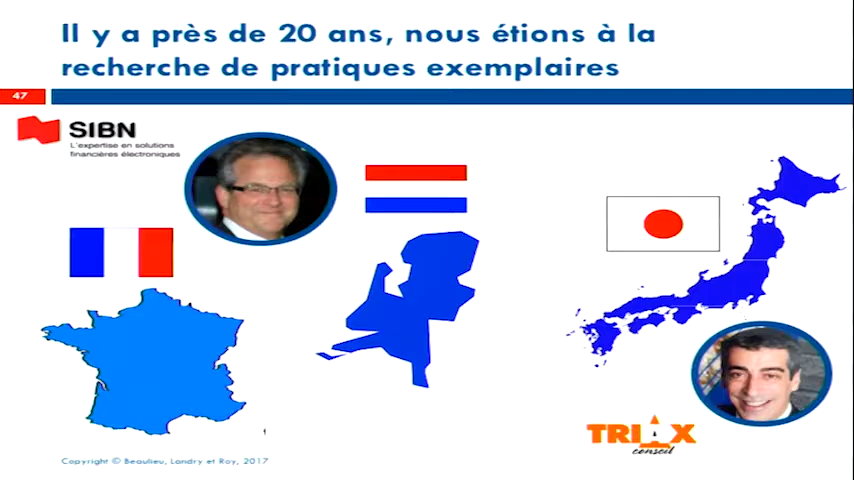 Il y a près de 20 ans, nous étions à la
recherche de pratiques exemplaires
47
SIBN
L'expertise en solutions
financières électroniques
TRIAX
conseil
Copyright © Beaulieu, Landry et Roy, 2017